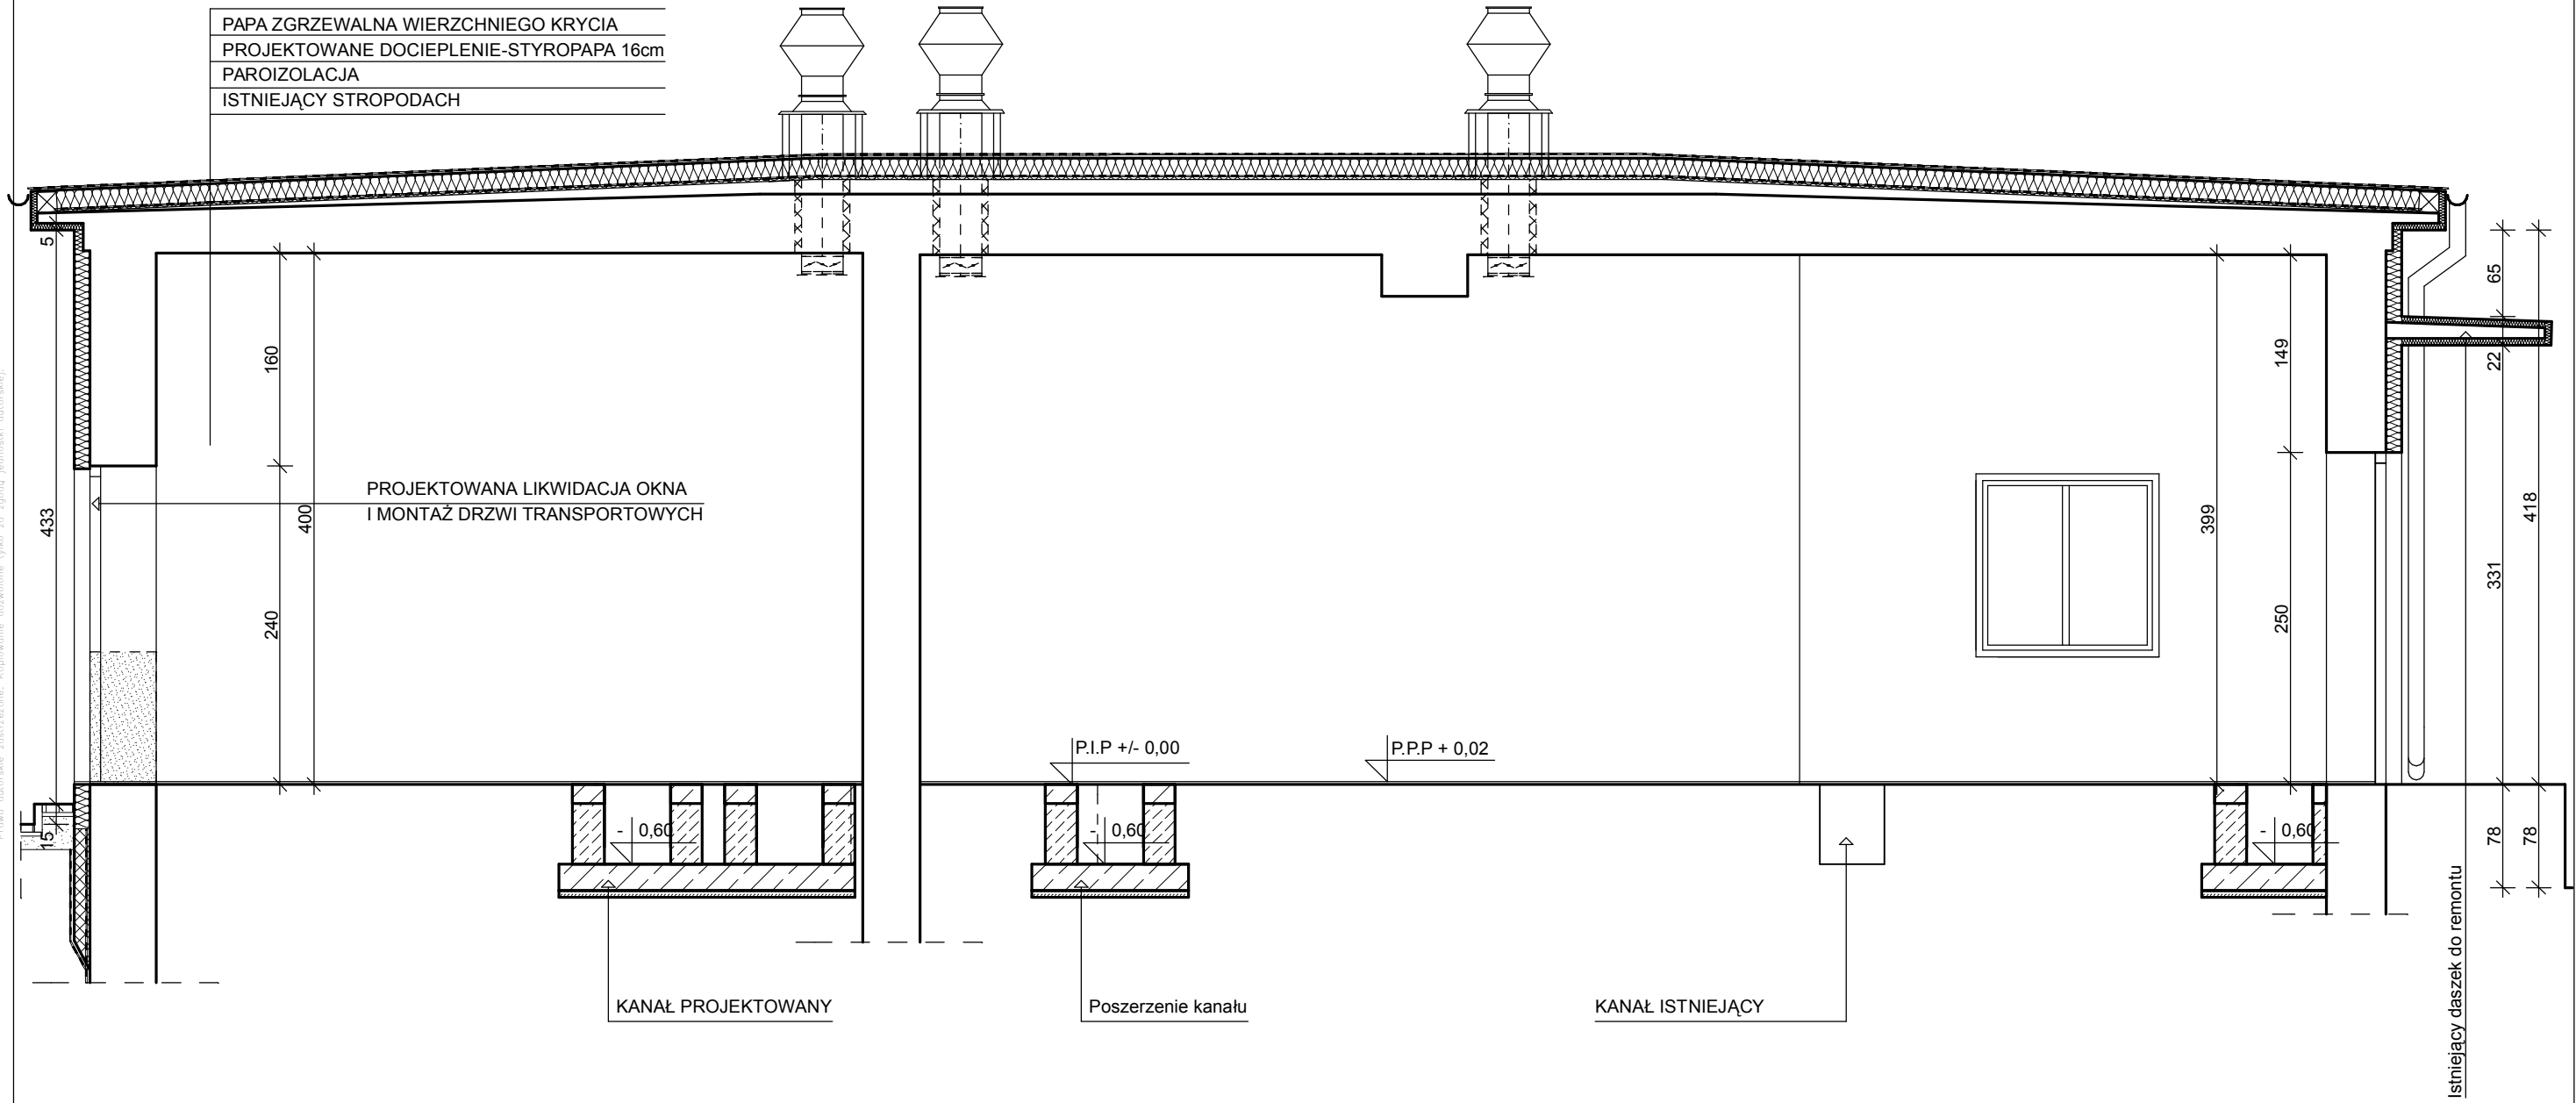 PAPA ZGRZEWALNA WIERZCHNIEGO KRYCIA
PROJEKTOWANE DOCIEPLENIE-STYROPAPA 16cm
PAROIZOLACJA
ISTNIEJĄCY STROPODACH
5
433
15
160
240
400
PROJEKTOWANA LIKWIDACJA OKNA
I MONTAŻ DRZWI TRANSPORTOWYCH
P.I.P +/- 0,00
P.P.P + 0,02
399
149
250
65
22
331
418
78
78
- 0,60
- 0,60
- 0,60
KANAŁ PROJEKTOWANY
Poszerzenie kanału
KANAŁ ISTNIEJĄCY
Istniejący daszek do remontu